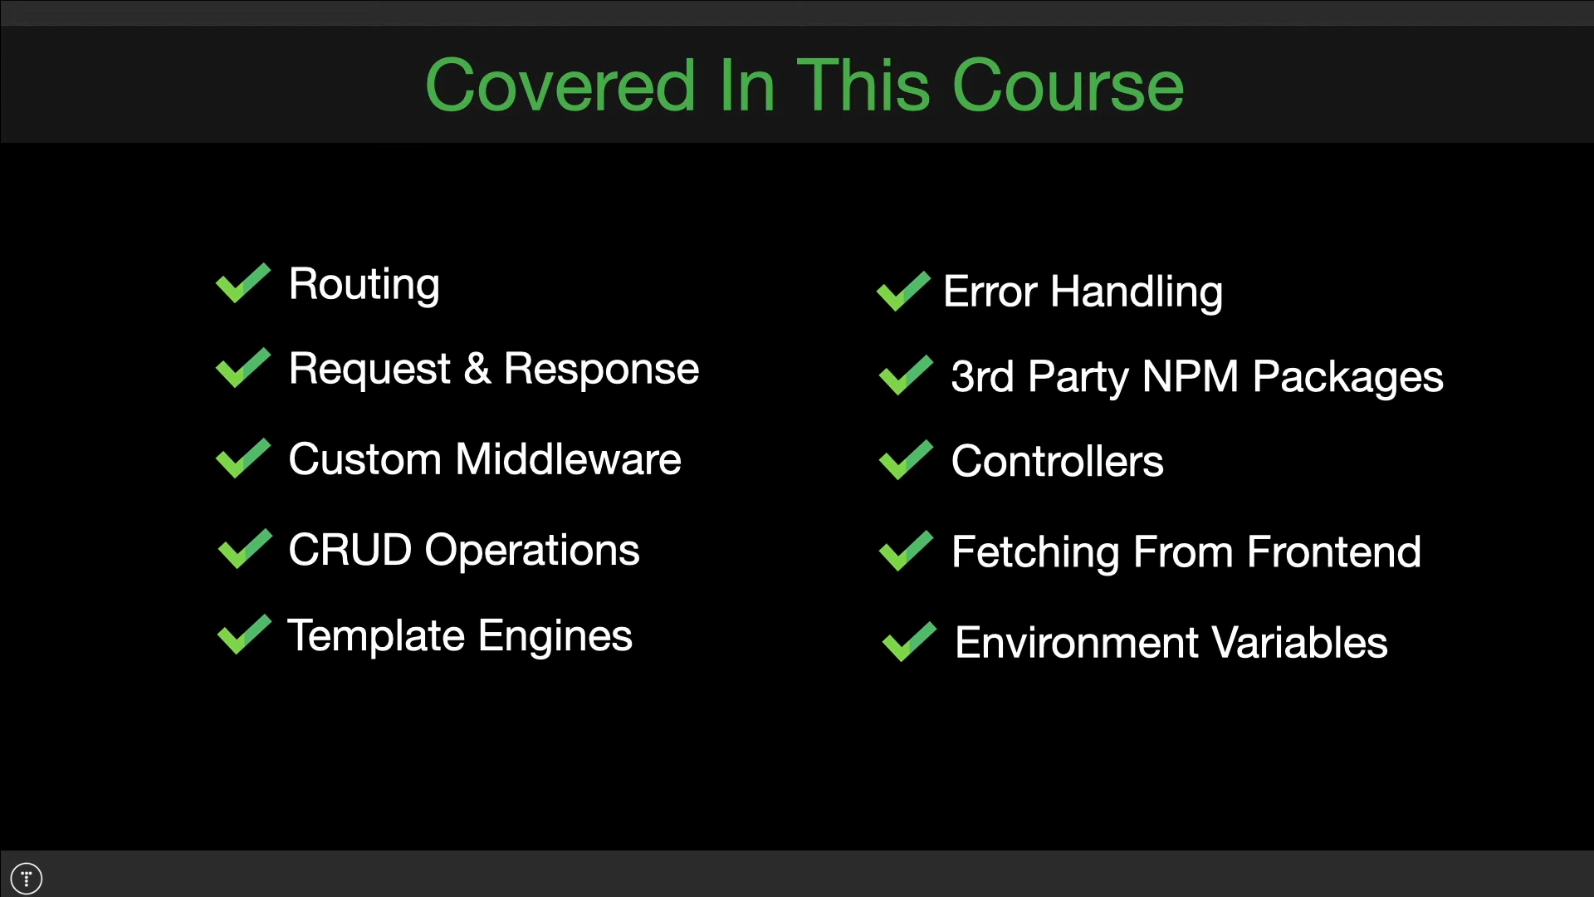 Covered In This Course
Routing
Request & Response
Custom Middleware
CRUD Operations
Template Engines
Error Handling
3rd Party NPM Packages
Controllers
Fetching From Frontend
Environment Variables